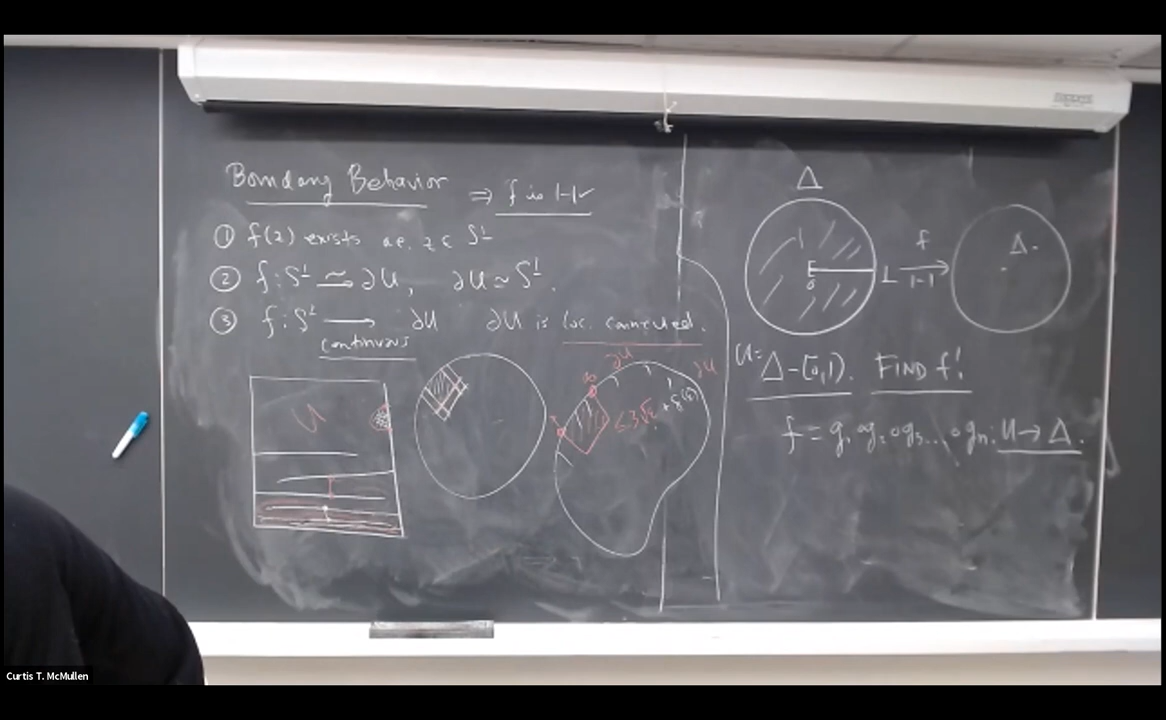 Boundary Behavior ⇒ f is 1-1
① f(z) exists a.e. z ∈ S¹
② f: S¹ ⥲ ∂U, ∂U ≃ S¹.
③ f: S¹ → ∂U ∂U is loc. connected.
continuous
U
∂U
∂U
Δ
0
1
f
1-1
Δ
U = Δ - [0,1). FIND f!
f = g₁ ∘ g₂ ∘ g₃ ... ∘ gₙ: U → Δ.
Curtis T. McMullen